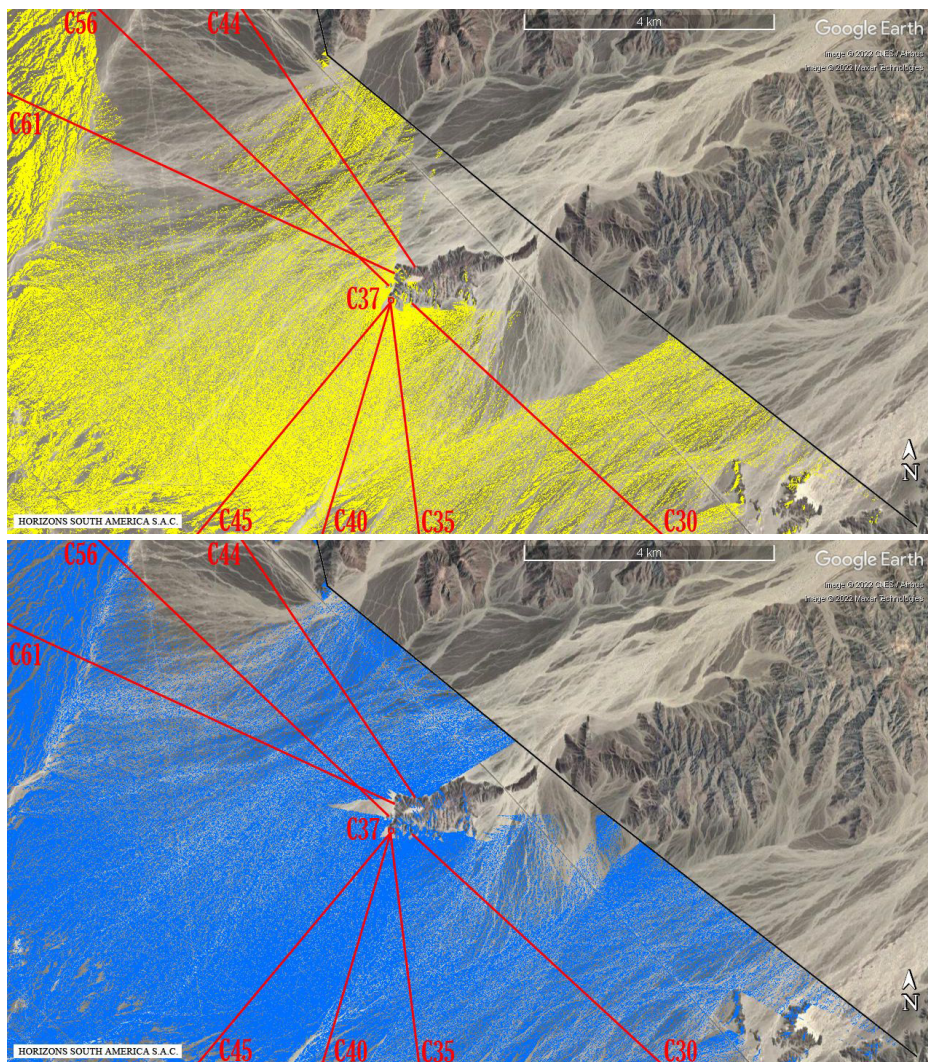 C56
C44
4 km
Google Earth
Image © 2022 CNES / Airbus
Image © 2022 Maxar Technologies
C61
C37
N
HORIZONS SOUTH AMERICA S.A.C.
C45
C40
C35
C30
C56
C44
4 km
Google Earth
Image © 2022 CNES / Airbus
Image © 2022 Maxar Technologies
C61
C37
N
HORIZONS SOUTH AMERICA S.A.C.
C45
C40
C35
C30